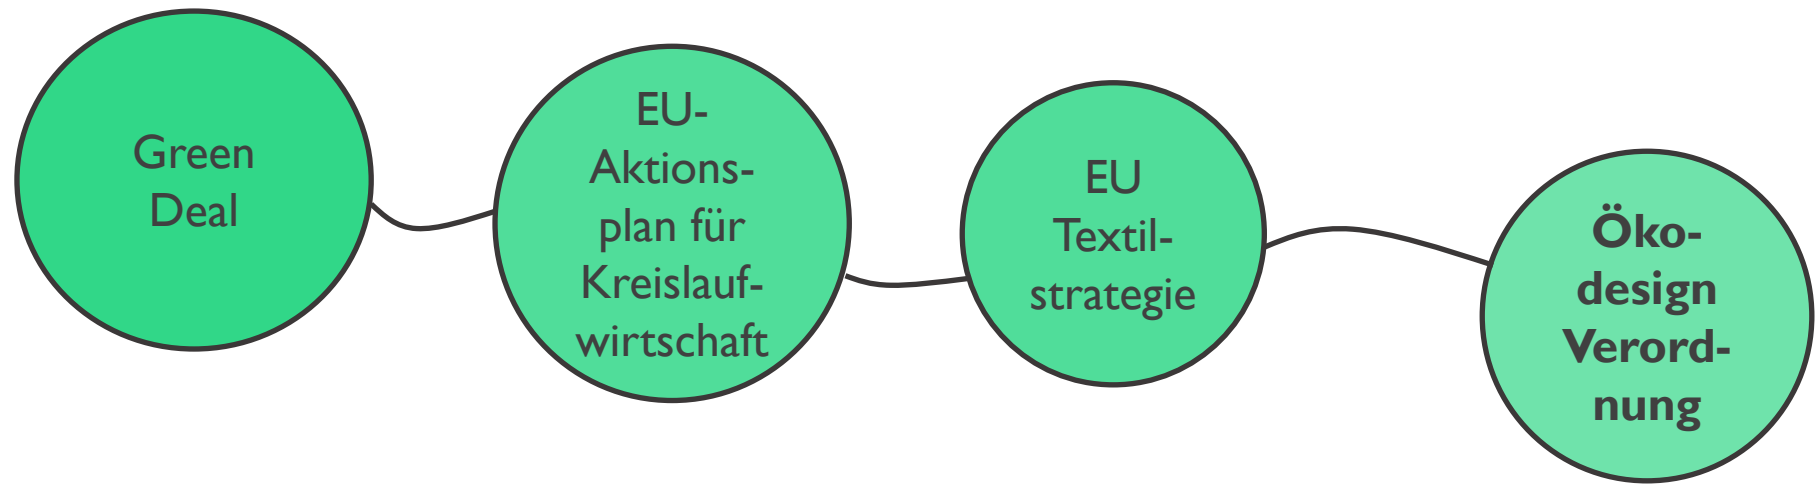 Green
Deal
EU-
Aktions-
plan für
Kreislauf-
wirtschaft
EU
Textil-
strategie
Öko-
design
Verord-
nung